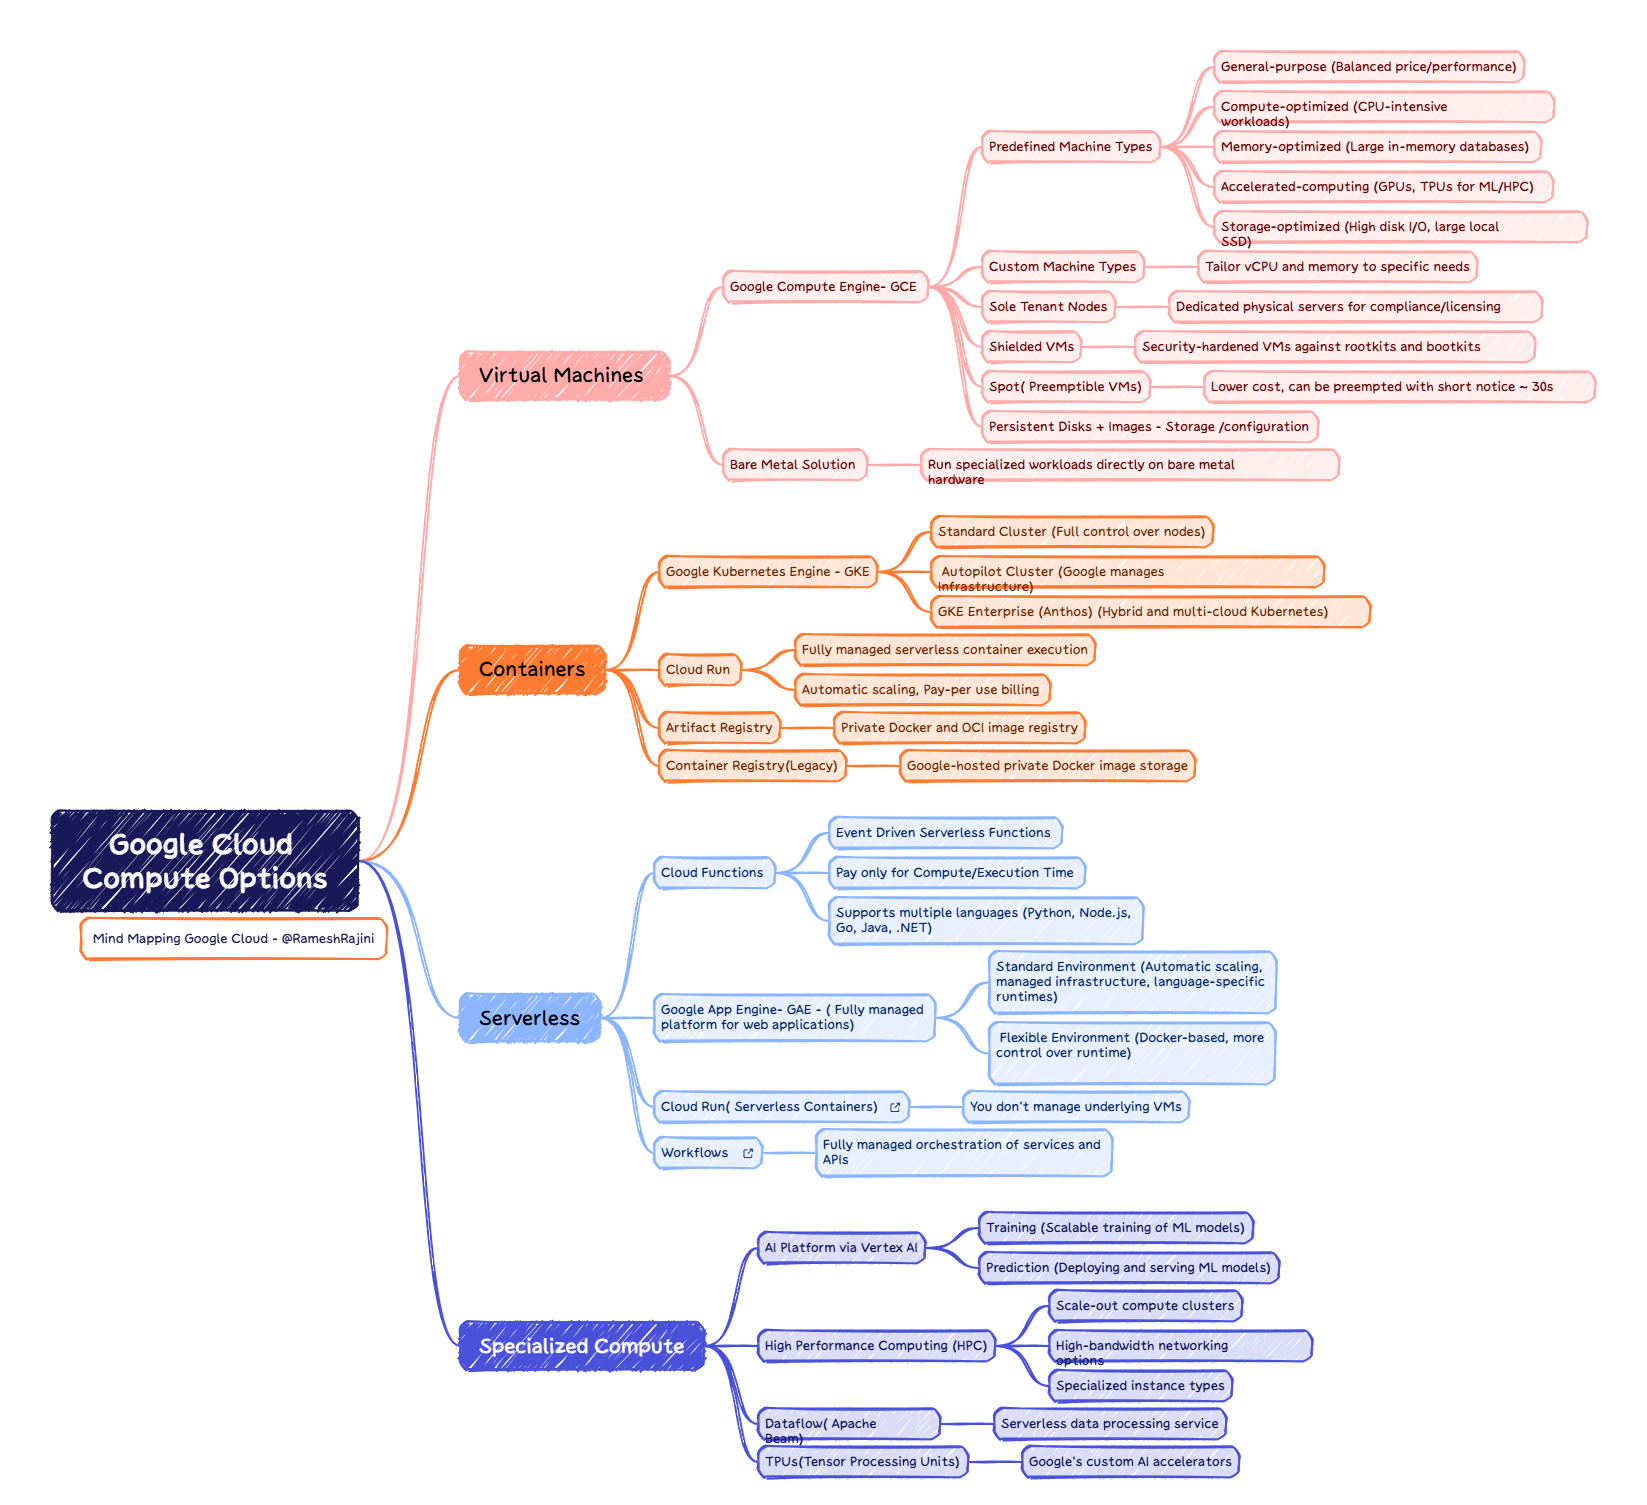 Google Cloud
Compute Options
Mind Mapping Google Cloud - @RameshRajini
Virtual Machines
Google Compute Engine- GCE
Predefined Machine Types
General-purpose (Balanced price/performance)
Compute-optimized (CPU-intensive
workloads)
Memory-optimized (Large in-memory databases)
Accelerated-computing (GPUs, TPUs for ML/HPC)
Storage-optimized (High disk I/O, large local
SSD)
Custom Machine Types
Tailor vCPU and memory to specific needs
Sole Tenant Nodes
Dedicated physical servers for compliance/licensing
Shielded VMs
Security-hardened VMs against rootkits and bootkits
Spot( Preemptible VMs)
Lower cost, can be preempted with short notice ~ 30s
Persistent Disks + Images - Storage /configuration
Bare Metal Solution
Run specialized workloads directly on bare metal
hardware
Containers
Google Kubernetes Engine - GKE
Standard Cluster (Full control over nodes)
Autopilot Cluster (Google manages
infrastructure)
GKE Enterprise (Anthos) (Hybrid and multi-cloud Kubernetes)
Cloud Run
Fully managed serverless container execution
Automatic scaling, Pay-per use billing
Artifact Registry
Private Docker and OCI image registry
Container Registry(Legacy)
Google-hosted private Docker image storage
Serverless
Cloud Functions
Event Driven Serverless Functions
Pay only for Compute/Execution Time
Supports multiple languages (Python, Node.js,
Go, Java, .NET)
Google App Engine- GAE - ( Fully managed
platform for web applications)
Standard Environment (Automatic scaling,
managed infrastructure, language-specific
runtimes)
Flexible Environment (Docker-based, more
control over runtime)
Cloud Run( Serverless Containers)
You don't manage underlying VMs
Workflows
Fully managed orchestration of services and
APIs
Specialized Compute
AI Platform via Vertex AI
Training (Scalable training of ML models)
Prediction (Deploying and serving ML models)
High Performance Computing (HPC)
Scale-out compute clusters
High-bandwidth networking
options
Specialized instance types
Dataflow( Apache
Beam)
Serverless data processing service
TPUs(Tensor Processing Units)
Google's custom AI accelerators